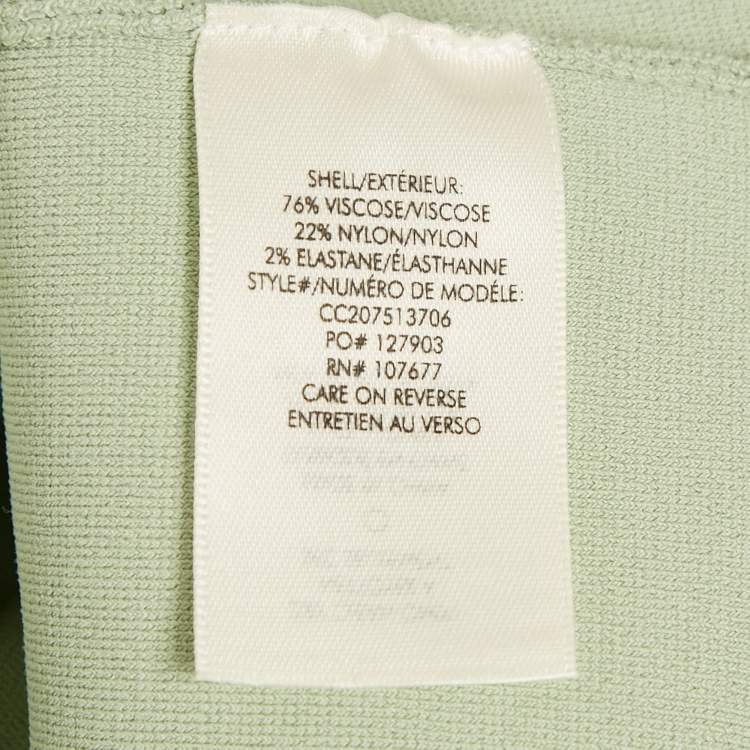 SHELL/EXTÉRIEUR:
76% VISCOSE/VISCOSE
22% NYLON/NYLON
2% ELASTANE/ÉLASTHANNE
STYLE#/NUMÉRO DE MODÉLE:
CC207513706
PO# 127903
RN# 107677
CARE ON REVERSE
ENTRETIEN AU VERSO